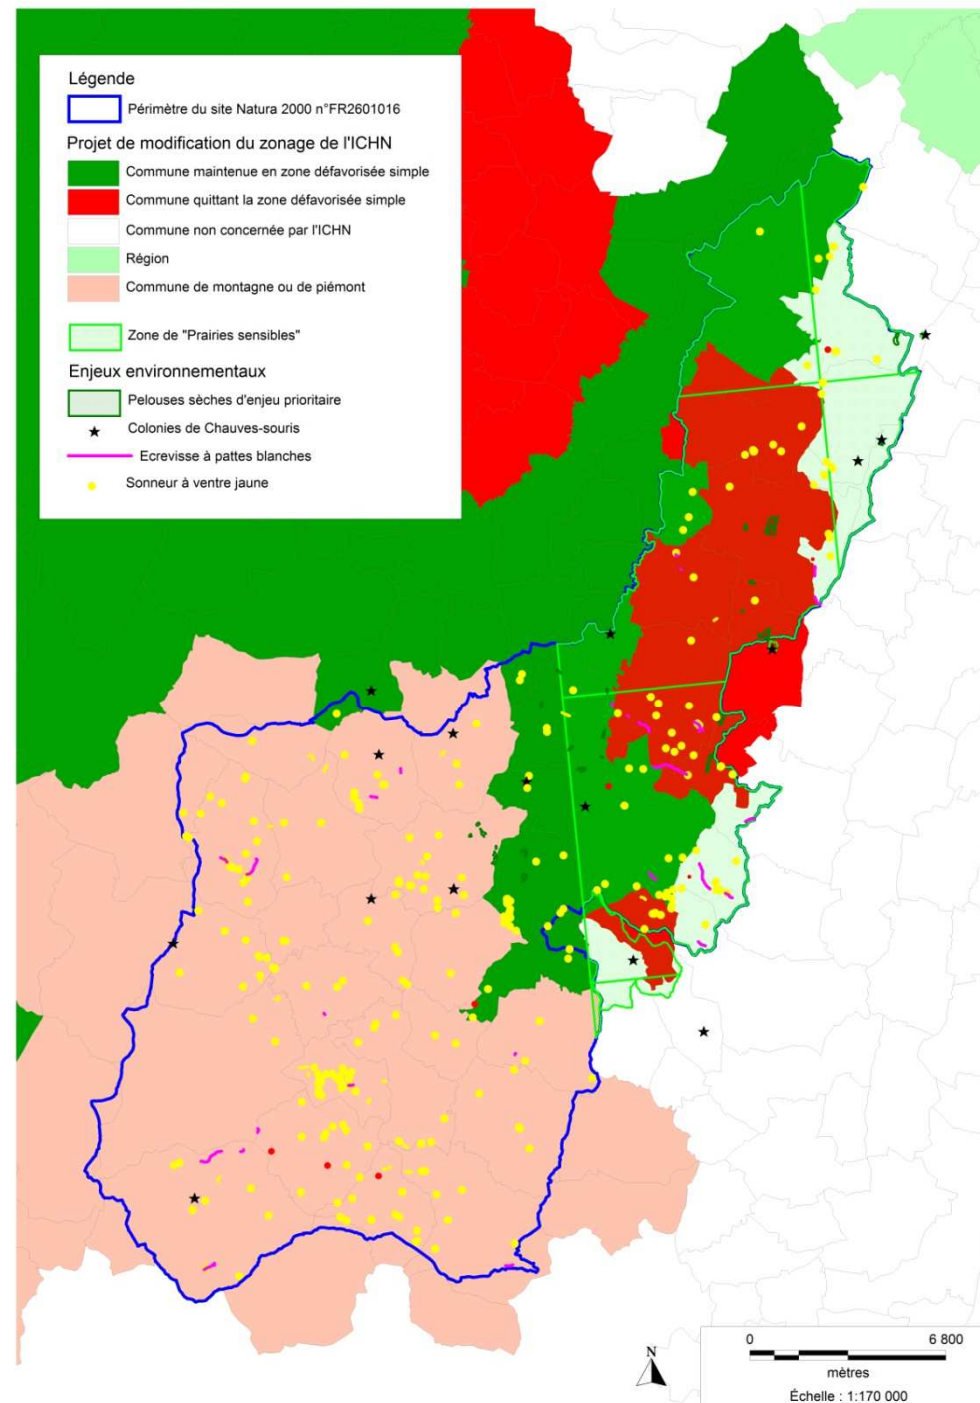 Légende
Périmètre du site Natura 2000 n°FR2601016
Projet de modification du zonage de l'ICHN
Commune maintenue en zone défavorisée simple
Commune quittant la zone défavorisée simple
Commune non concernée par l'ICHN
Région
Commune de montagne ou de piémont
Zone de "Prairies sensibles"
Enjeux environnementaux
Pelouses sèches d'enjeu prioritaire
Colonies de Chauves-souris
Ecrevisse à pattes blanches
Sonneur à ventre jaune
N
0 6 800
mètres
Échelle : 1:170 000